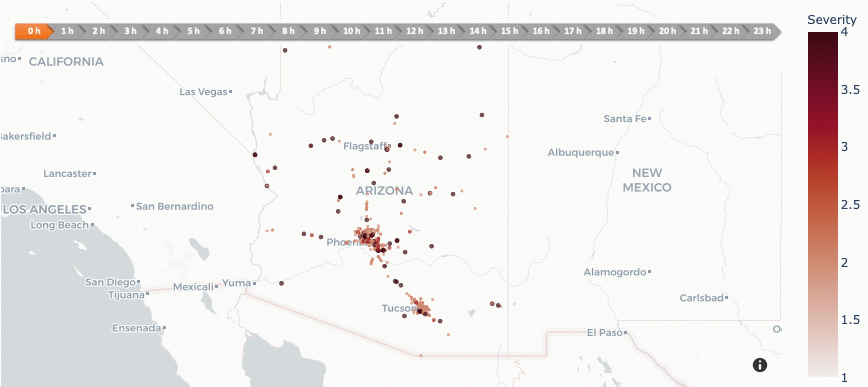 Severity
0 h 1 h 2 h 3 h 4 h 5 h 6 h 7 h 8 h 9 h 10 h 11 h 12 h 13 h 14 h 15 h 16 h 17 h 18 h 19 h 20 h 21 h 22 h 23 h
4
sno
CALIFORNIA
Las Vegas
3.5
Santa Fe
akersfield
Flagstaff
Albuquerque
3
Lancaster
NEW
MEXICO
bara
ARIZONA
LOS ANGELES
San Bernardino
2.5
Long Beach
Phoenix
2
San Diego
Mexicali
Yuma
Alamogordo
Tijuana
Carlsbad
Tucson
1.5
Ensenada
El Paso
O
i
1